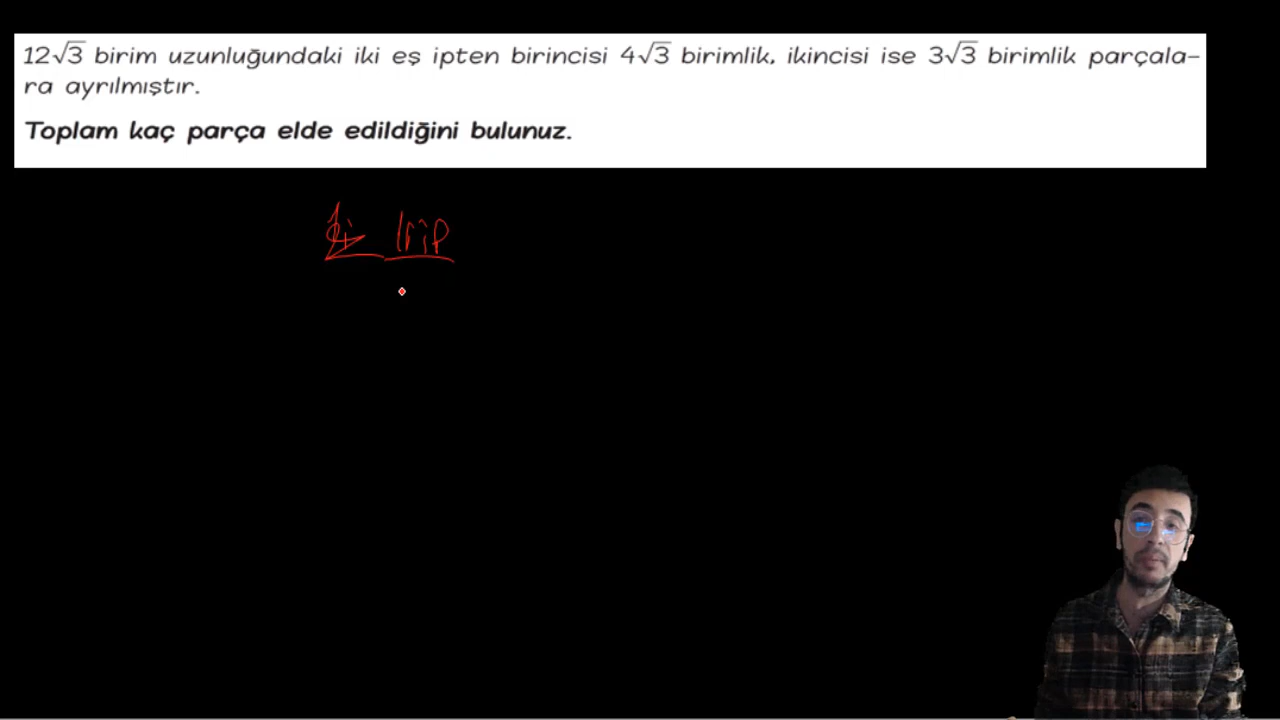 12√3 birim uzunluğundaki iki eş ipten birincisi 4√3 birimlik, ikincisi ise 3√3 birimlik parçala-
ra ayrılmıştır.
Toplam kaç parça elde edildiğini bulunuz.